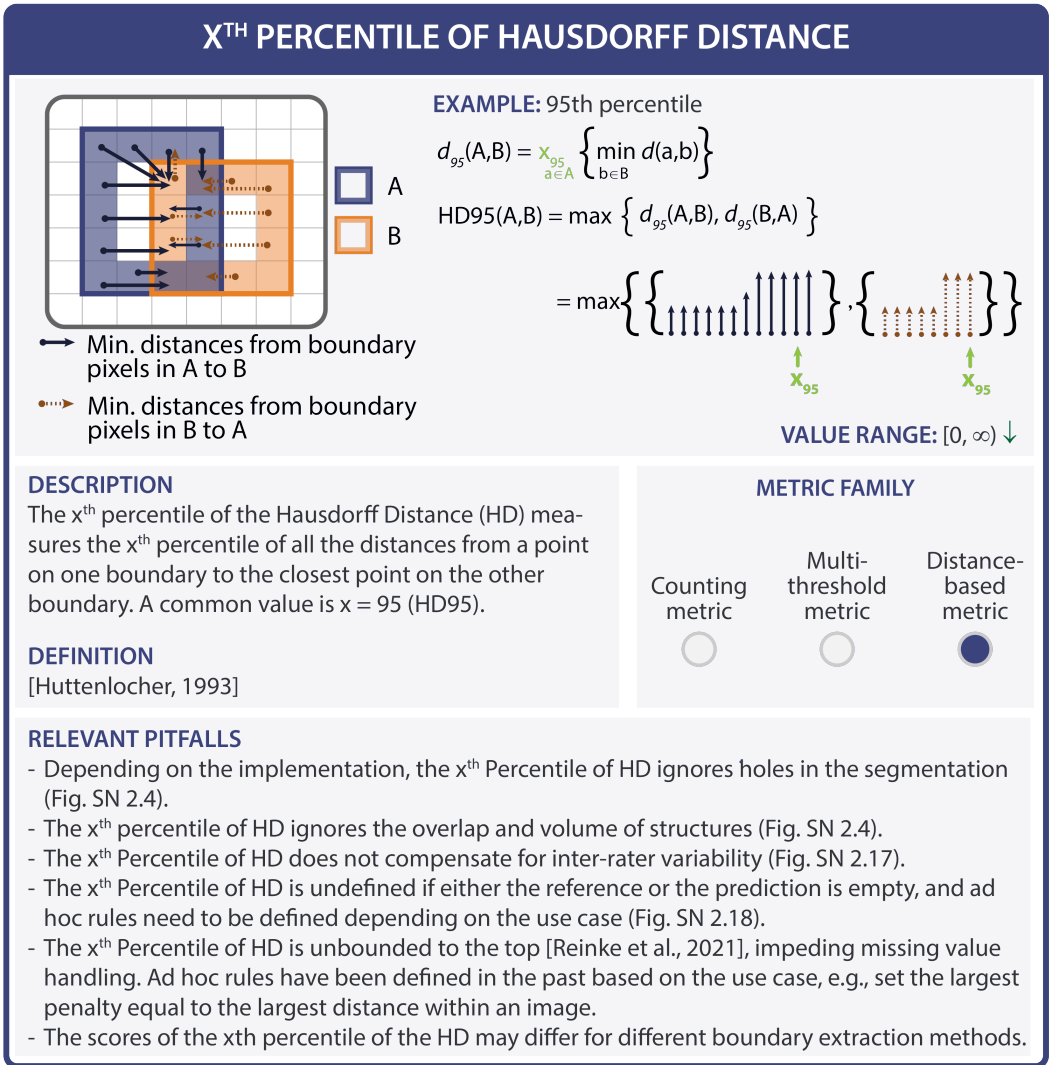 XTH PERCENTILE OF HAUSDORFF DISTANCE
A
B
Min. distances from boundary
pixels in A to B
Min. distances from boundary
pixels in B to A
EXAMPLE: 95th percentile
d95(A,B) = x95 a∈A { min b∈B d(a,b)}
HD95(A,B) = max { d95(A,B), d95(B,A) }
= max{ { } , { } }
x95 x95
VALUE RANGE: [0, ∞) ↓
DESCRIPTION
The xth percentile of the Hausdorff Distance (HD) mea-
sures the xth percentile of all the distances from a point
on one boundary to the closest point on the other
boundary. A common value is x = 95 (HD95).
DEFINITION
[Huttenlocher, 1993]
METRIC FAMILY
Counting
metric
Multi-
threshold
metric
Distance-
based
metric
RELEVANT PITFALLS
- Depending on the implementation, the xth Percentile of HD ignores holes in the segmentation
(Fig. SN 2.4).
- The xth percentile of HD ignores the overlap and volume of structures (Fig. SN 2.4).
- The xth Percentile of HD does not compensate for inter-rater variability (Fig. SN 2.17).
- The xth Percentile of HD is undefined if either the reference or the prediction is empty, and ad
hoc rules need to be defined depending on the use case (Fig. SN 2.18).
- The xth Percentile of HD is unbounded to the top [Reinke et al., 2021], impeding missing value
handling. Ad hoc rules have been defined in the past based on the use case, e.g., set the largest
penalty equal to the largest distance within an image.
- The scores of the xth percentile of the HD may differ for different boundary extraction methods.